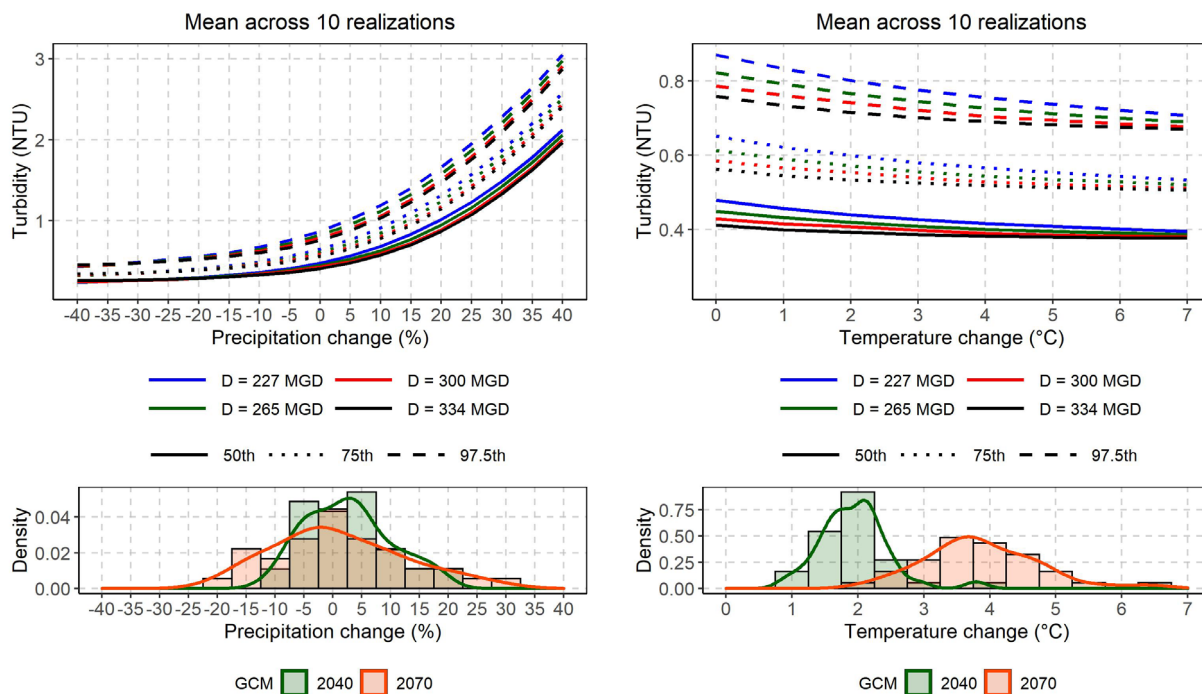 Mean across 10 realizations
Turbidity (NTU)
3
2
1
-40 -35 -30 -25 -20 -15 -10 -5 0 5 10 15 20 25 30 35 40
Precipitation change (%)
D = 227 MGD D = 300 MGD
D = 265 MGD D = 334 MGD
50th 75th 97.5th
Density
0.04
0.02
0.00
-40 -35 -30 -25 -20 -15 -10 -5 0 5 10 15 20 25 30 35 40
Precipitation change (%)
Mean across 10 realizations
Turbidity (NTU)
0.8
0.6
0.4
0 1 2 3 4 5 6 7
Temperature change (°C)
D = 227 MGD D = 300 MGD
D = 265 MGD D = 334 MGD
50th 75th 97.5th
Density
0.75
0.50
0.25
0.00
0 1 2 3 4 5 6 7
Temperature change (°C)
GCM 2040 2070
GCM 2040 2070